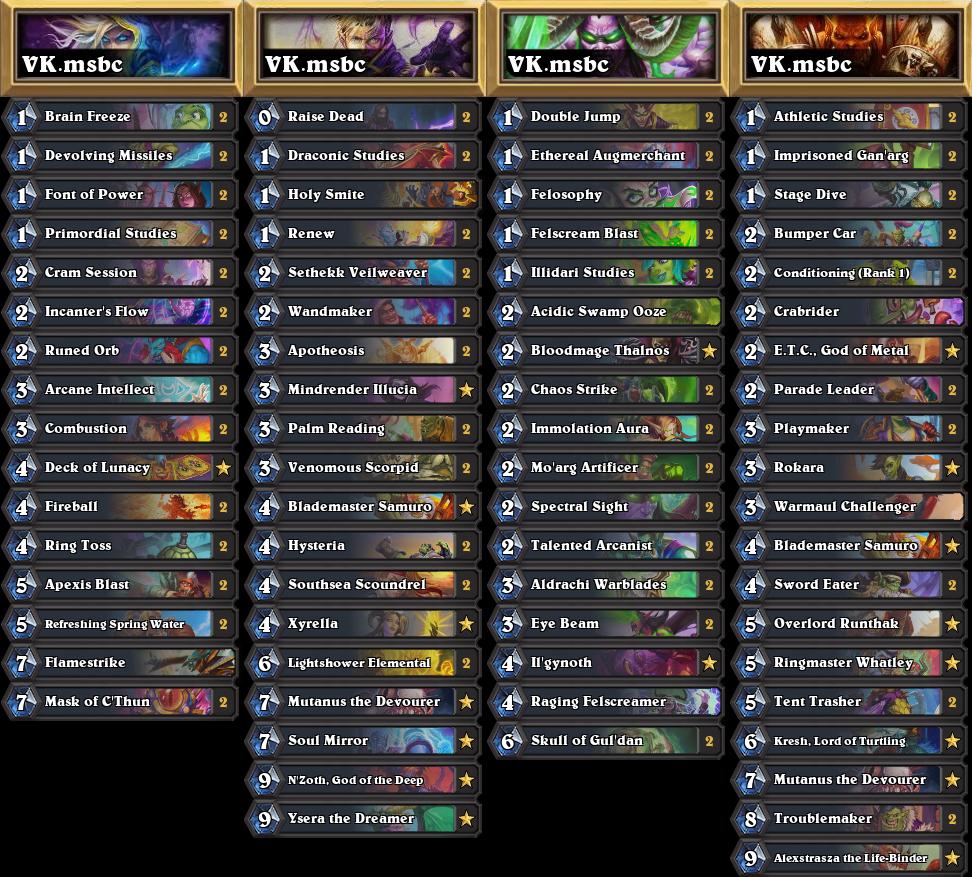 VK.msbc
1 Brain Freeze 2
1 Devolving Missiles 2
1 Font of Power 2
1 Primordial Studies 2
2 Cram Session 2
2 Incanter's Flow 2
2 Runed Orb 2
3 Arcane Intellect 2
3 Combustion 2
4 Deck of Lunacy
4 Fireball 2
4 Ring Toss 2
5 Apexis Blast 2
5 Refreshing Spring Water 2
7 Flamestrike
7 Mask of C'Thun 2
VK.msbc
0 Raise Dead 2
1 Draconic Studies 2
1 Holy Smite
1 Renew 2
2 Sethekk Veilweaver 2
2 Wandmaker 2
3 Apotheosis 2
3 Mindrender Illucia
3 Palm Reading 2
3 Venomous Scorpid 2
4 Blademaster Samuro
4 Hysteria 2
4 Southsea Scoundrel
4 Xyrella
6 Lightshower Elemental 2
7 Mutanus the Devourer
7 Soul Mirror
9 N'Zoth, God of the Deep
9 Ysera the Dreamer
VK.msbc
1 Double Jump 2
1 Ethereal Augmerchant 2
1 Felosophy 2
1 Felscream Blast 2
1 Illidari Studies 2
2 Acidic Swamp Ooze
2 Bloodmage Thalnos
2 Chaos Strike 2
2 Immolation Aura 2
2 Mo'arg Artificer 2
2 Spectral Sight 2
2 Talented Arcanist 2
3 Aldrachi Warblades 2
3 Eye Beam 2
4 Il'gynoth
4 Raging Felscreamer
6 Skull of Gul'dan 2
VK.msbc
1 Athletic Studies 2
1 Imprisoned Gan'arg 2
1 Stage Dive 2
2 Bumper Car 2
2 Conditioning (Rank 1) 2
2 Crabrider
2 E.T.C., God of Metal
2 Parade Leader 2
3 Playmaker 2
3 Rokara
3 Warmaul Challenger
4 Blademaster Samuro
4 Sword Eater 2
5 Overlord Runthak
5 Ringmaster Whatley
5 Tent Trasher 2
6 Kresh, Lord of Turtling
7 Mutanus the Devourer
8 Troublemaker 2
9 Alexstrasza the Life-Binder